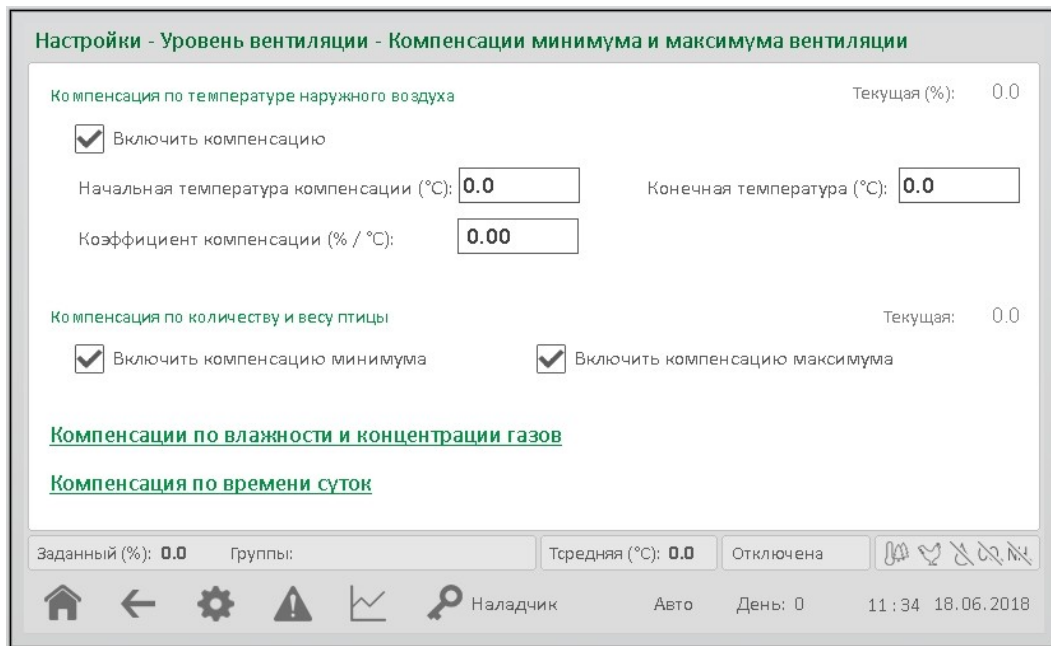 Настройки - Уровень вентиляции - Компенсации минимума и максимума вентиляции
Компенсация по температуре наружного воздуха Текущая (%): 0.0
Включить компенсацию
Начальная температура компенсации (°C): 0.0 Конечная температура (°C): 0.0
Коэффициент компенсации (% / °C): 0.00
Компенсация по количеству и весу птицы Текущая: 0.0
Включить компенсацию минимума Включить компенсацию максимума
Компенсации по влажности и концентрации газов
Компенсация по времени суток
Заданный (%): 0.0 Группы: Tсредняя (°C): 0.0 Отключена
Наладчик Авто День: 0 11:34 18.06.2018